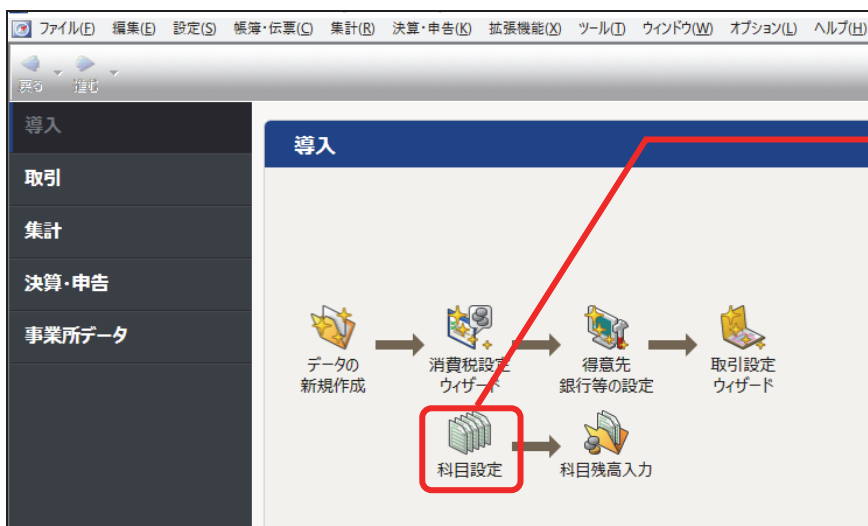 ファイル(F) 編集(E) 設定(S) 帳簿・伝票(C) 集計(R) 決算・申告(K) 拡張機能(X) ツール(T) ウィンドウ(W) オプション(L) ヘルプ(H)
戻る 進む
導入
取引
集計
決算・申告
事業所データ
導入
データの
新規作成
消費税設定
ウィザード
得意先
銀行等の設定
取引設定
ウィザード
科目設定
科目残高入力